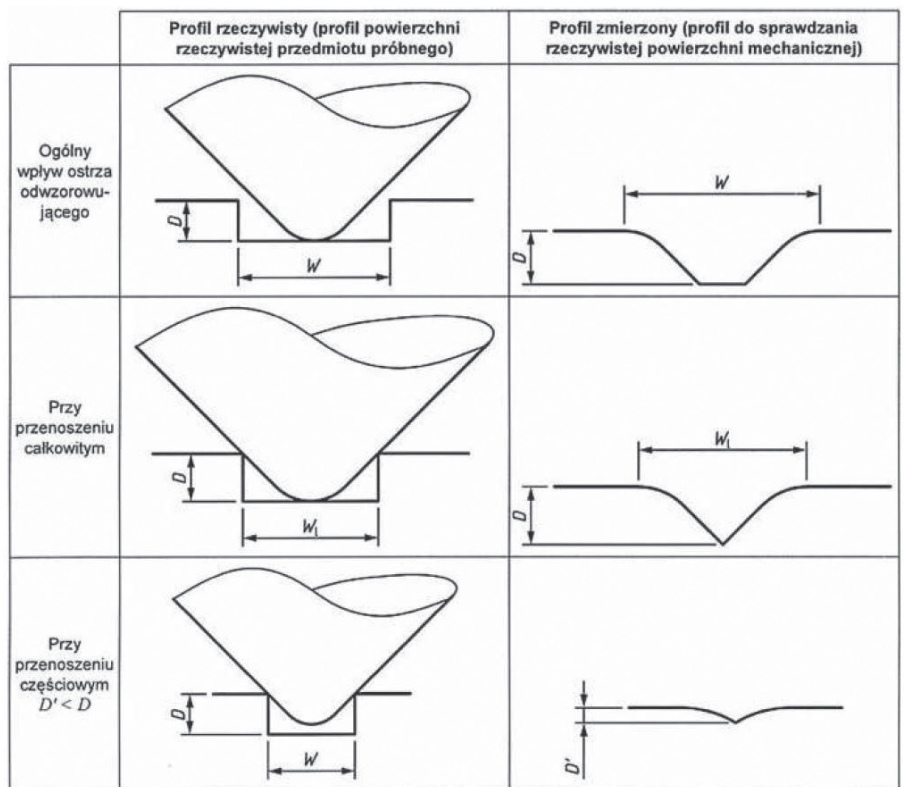 Profil rzeczywisty (profil powierzchni
rzeczywistej przedmiotu próbnego)
Profil zmierzony (profil do sprawdzania
rzeczywistej powierzchni mechanicznej)
Ogólny
wpływ ostrza
odwzorowu-
jącego
D
W
D
W
Przy
przenoszeniu
całkowitym
D
W₁
D
W₁
Przy
przenoszeniu
częściowym
D' < D
D
W
D'